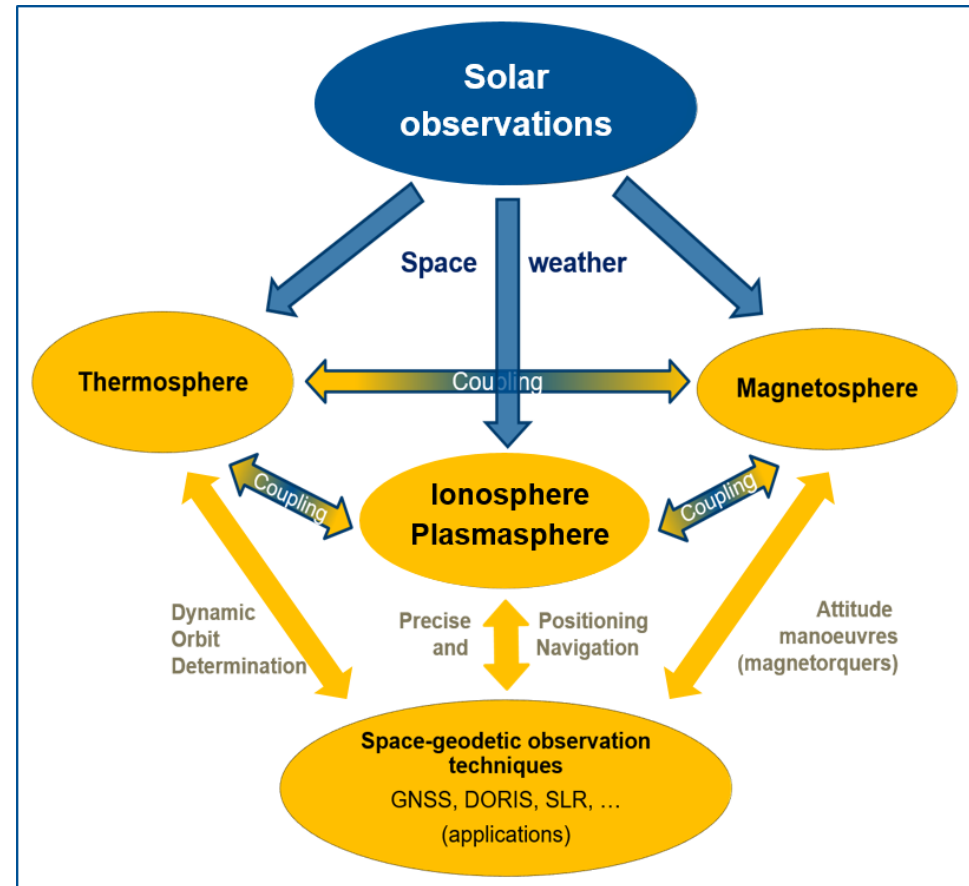 Solar
observations
Space weather
Thermosphere
Coupling
Magnetosphere
Coupling
Ionosphere
Plasmasphere
Coupling
Dynamic
Orbit
Determination
Precise Positioning
and Navigation
Attitude
manoeuvres
(magnetorquers)
Space-geodetic observation
techniques
GNSS, DORIS, SLR, …
(applications)